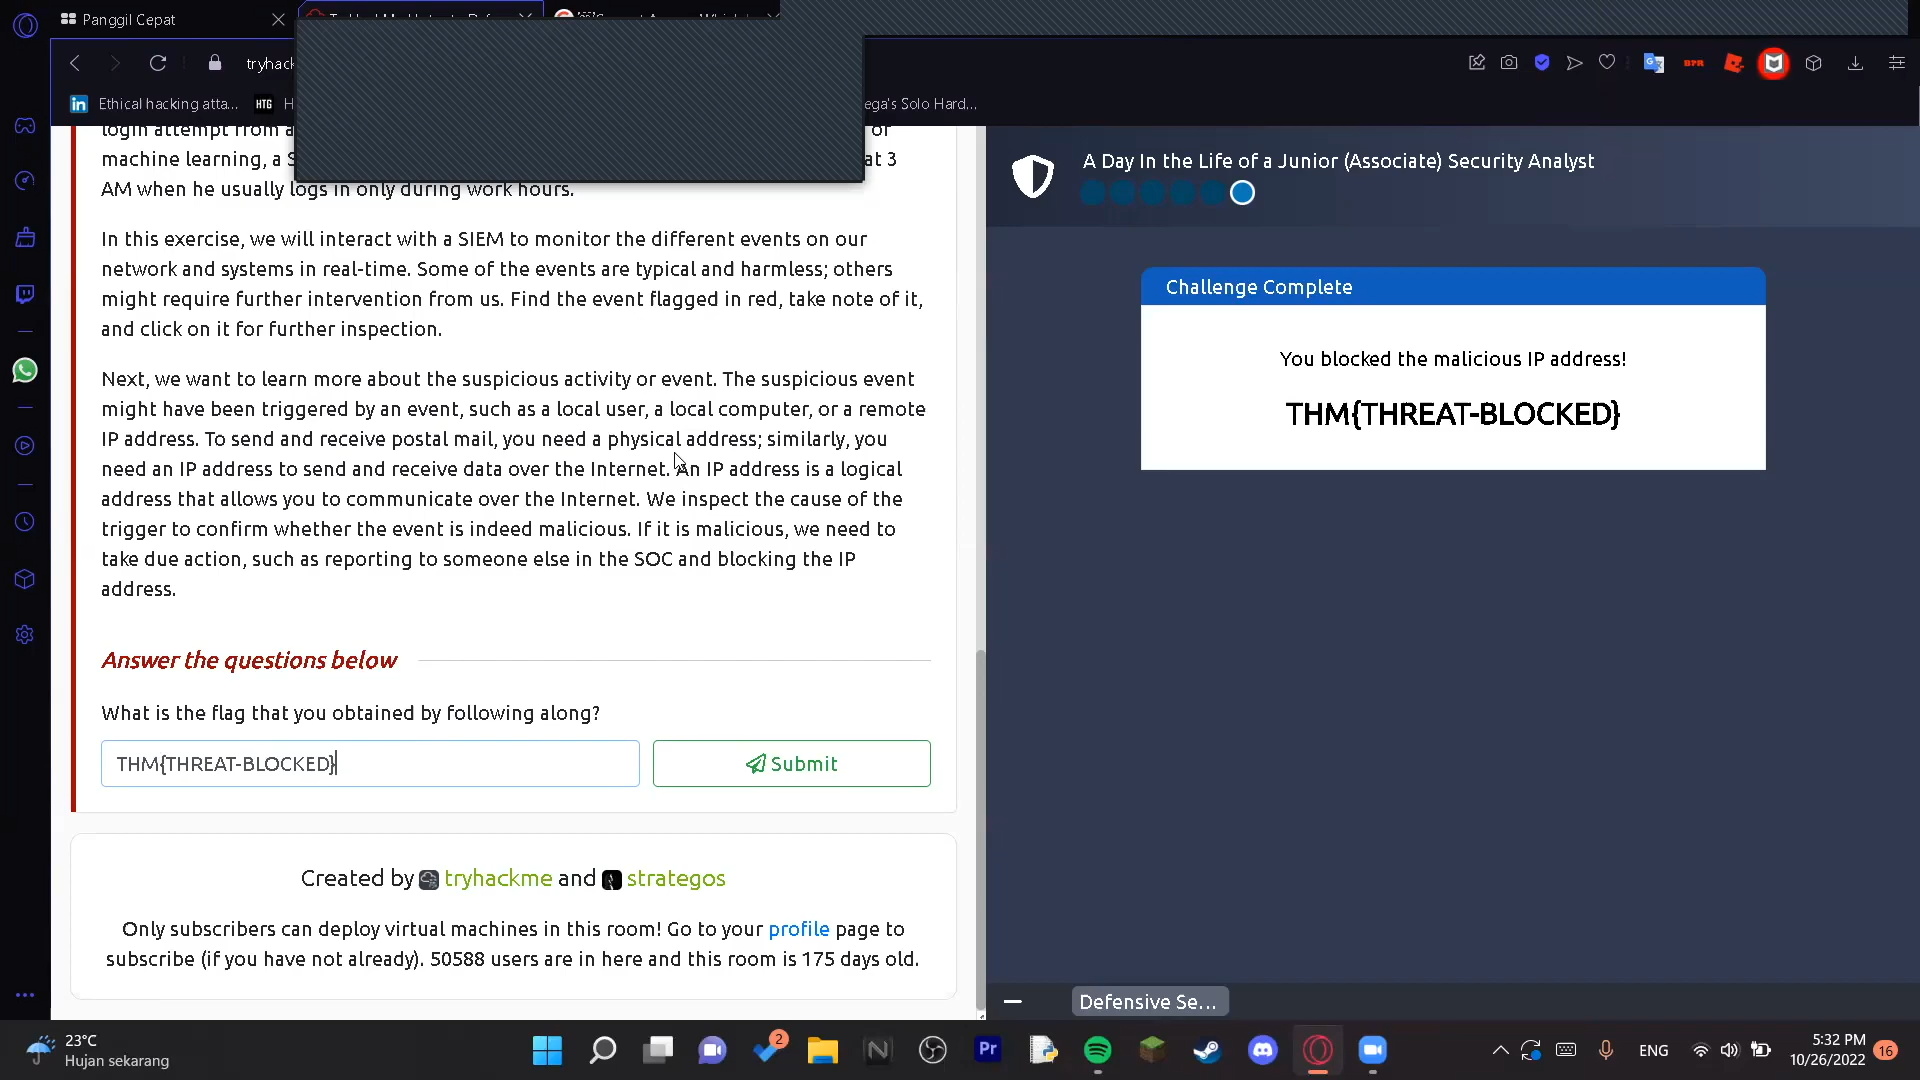 Panggil Cepat
tryhack
Ethical hacking atta...
HTG
H
ega's Solo Hard...
BPR
login attempt from a
or
machine learning, a S
at 3
AM when he usually logs in only during work hours.
In this exercise, we will interact with a SIEM to monitor the different events on our
network and systems in real-time. Some of the events are typical and harmless; others
might require further intervention from us. Find the event flagged in red, take note of it,
and click on it for further inspection.
Next, we want to learn more about the suspicious activity or event. The suspicious event
might have been triggered by an event, such as a local user, a local computer, or a remote
IP address. To send and receive postal mail, you need a physical address; similarly, you
need an IP address to send and receive data over the Internet. An IP address is a logical
address that allows you to communicate over the Internet. We inspect the cause of the
trigger to confirm whether the event is indeed malicious. If it is malicious, we need to
take due action, such as reporting to someone else in the SOC and blocking the IP
address.
Answer the questions below
What is the flag that you obtained by following along?
THM{THREAT-BLOCKED}
Submit
Created by tryhackme and strategos
Only subscribers can deploy virtual machines in this room! Go to your profile page to
subscribe (if you have not already). 50588 users are in here and this room is 175 days old.
A Day In the Life of a Junior (Associate) Security Analyst
Challenge Complete
You blocked the malicious IP address!
THM{THREAT-BLOCKED}
Defensive Se...
23°C
Hujan sekarang
2
Pr
ENG
5:32 PM
10/26/2022
16